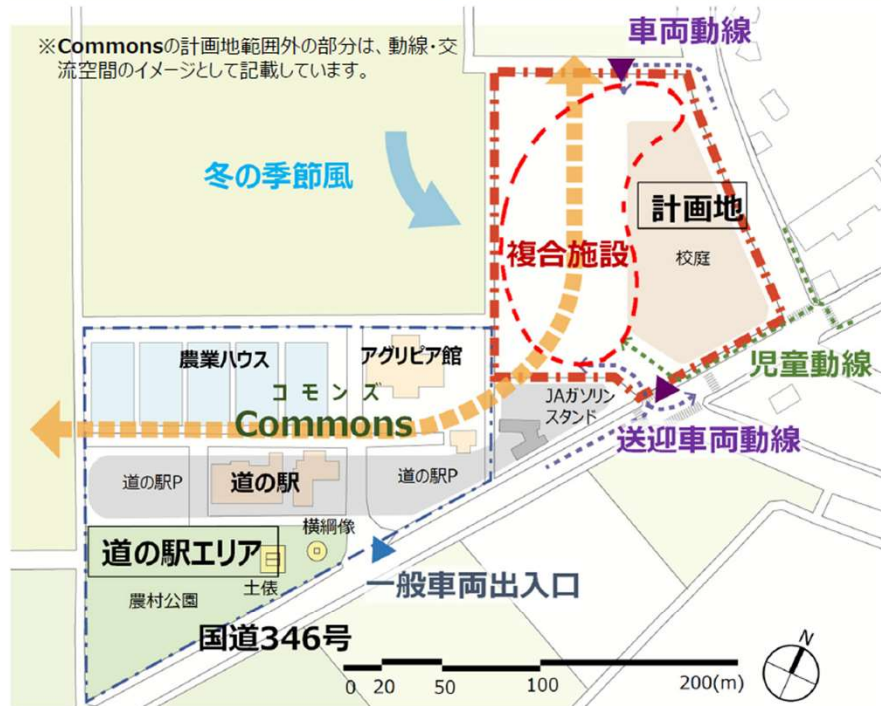 ※Commonsの計画地範囲外の部分は、動線・交
流空間のイメージとして記載しています。
車両動線
冬の季節風
計画地
複合施設
校庭
農業ハウス
アグリピア館
コモンズ
Commons
JAガソリン
スタンド
児童動線
送迎車両動線
道の駅P
道の駅
道の駅P
横綱像
道の駅エリア
土俵
一般車両出入口
農村公園
国道346号
N
0 20 50 100 200(m)